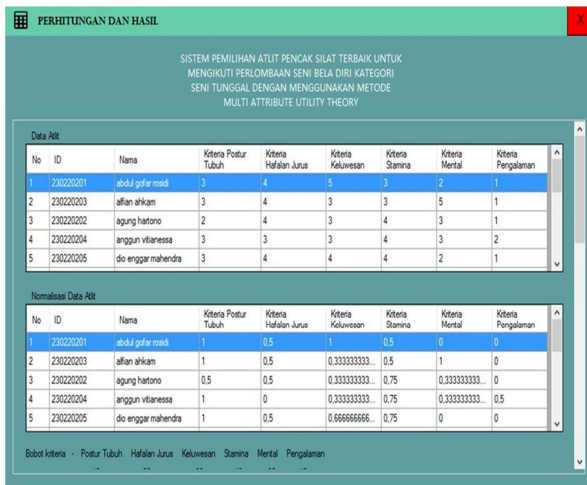 PERHITUNGAN DAN HASIL
X
SISTEM PEMILIHAN ATLIT PENCAK SILAT TERBAIK UNTUK
MENGIKUTI PERLOMBAAN SENI BELA DIRI KATEGORI
SENI TUNGGAL DENGAN MENGGUNAKAN METODE
MULTI ATTRIBUTE UTILITY THEORY
Data Atlit
No ID Nama Kriteria Postur Tubuh Kriteria Hafalan Jurus Kriteria Keluwesan Kriteria Stamina Kriteria Mental Kriteria Pengalaman
1 230220201 abdul gofar rosidi 3 4 5 3 2 1
2 230220203 alfian ahkam 3 4 3 3 5 1
3 230220202 agung hartono 2 4 3 4 3 1
4 230220204 anggun vitianessa 3 3 3 4 3 2
5 230220205 dio enggar mahendra 3 4 4 4 2 1
Normalisasi Data Atlit
No ID Nama Kriteria Postur Tubuh Kriteria Hafalan Jurus Kriteria Keluwesan Kriteria Stamina Kriteria Mental Kriteria Pengalaman
1 230220201 abdul gofar rosidi 1 0,5 1 0,5 0 0
2 230220203 alfian ahkam 1 0,5 0,333333333... 0,5 1 0
3 230220202 agung hartono 0,5 0,5 0,333333333... 0,75 0,333333333... 0
4 230220204 anggun vitianessa 1 0 0,333333333... 0,75 0,333333333... 0,5
5 230220205 dio enggar mahendra 1 0,5 0,666666666... 0,75 0 0
Bobot kriteria - Postur Tubuh Hafalan Jurus Keluwesan Stamina Mental Pengalaman